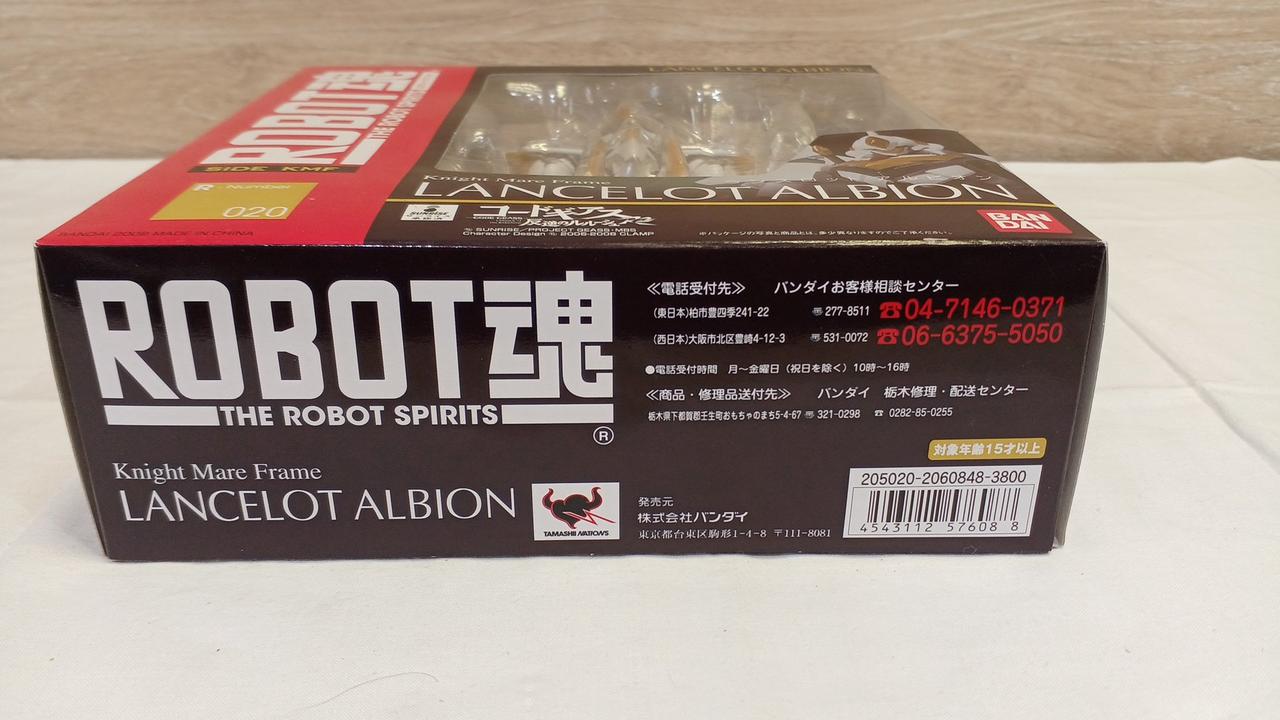 LANCELOT ALBION
ROBOT魂
THE ROBOT SPIRITS
SIDE KMF
R-Number
020
BANDAI 2009 MADE IN CHINA
Knight Mare Frame
LANCELOT ALBION
SUNRISE
コードギアス
CODE GEASS
反逆のルルーシュR2
© SUNRISE/PROJECT GEASS・MBS
Character Design © 2006-2008 CLAMP
※パッケージの写真と商品とは、多少異なりますのでご了承ください。
BANDAI
ROBOT魂
THE ROBOT SPIRITS
®
Knight Mare Frame
LANCELOT ALBION
TAMASHII NATIONS
≪電話受付先≫ バンダイお客様相談センター
(東日本)柏市豊四季241-22 〒277-8511 ☎04-7146-0371
(西日本)大阪市北区豊崎4-12-3 〒531-0072 ☎06-6375-5050
●電話受付時間 月～金曜日(祝日を除く)10時～16時
≪商品・修理品送付先≫ バンダイ 栃木修理・配送センター
栃木県下都賀郡壬生町おもちゃのまち5-4-67 〒321-0298 ☎ 0282-85-0255
対象年齢15才以上
発売元
株式会社バンダイ
東京都台東区駒形1-4-8 〒111-8081
205020-2060848-3800
4543112 57608 8